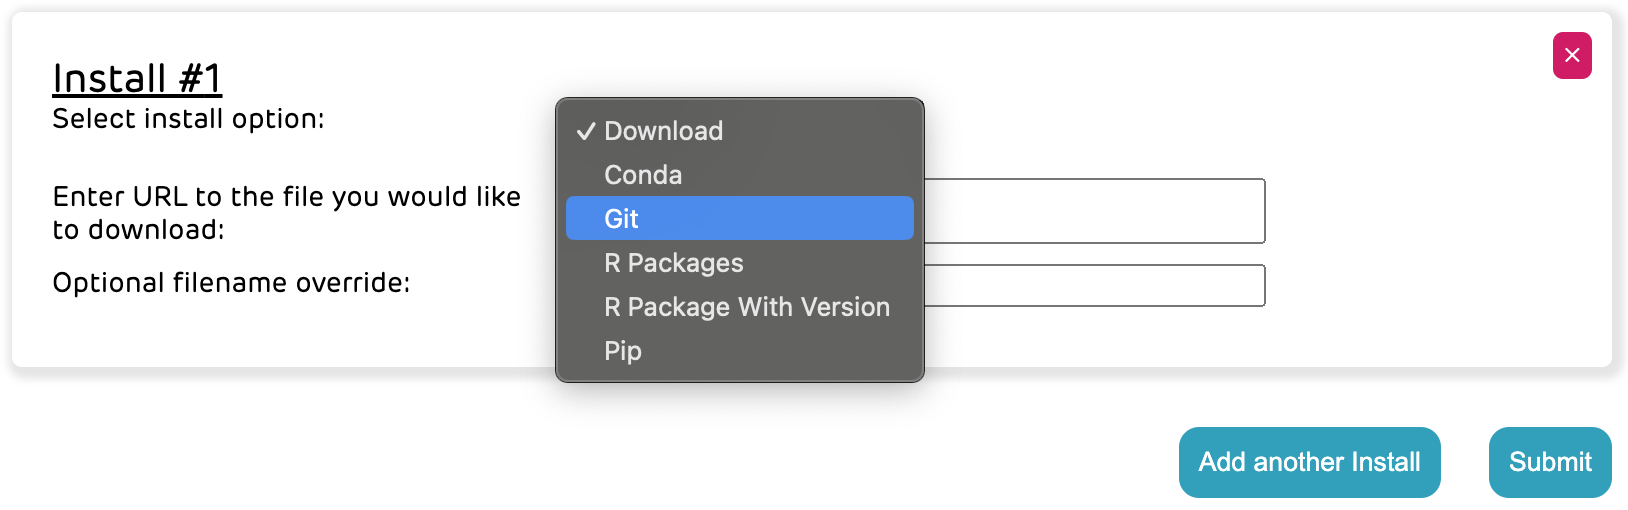 Install #1
Select install option:
✓ Download
Conda
Enter URL to the file you would like
to download:
Git
R Packages
Optional filename override:
R Package With Version
Pip
Add another Install
Submit